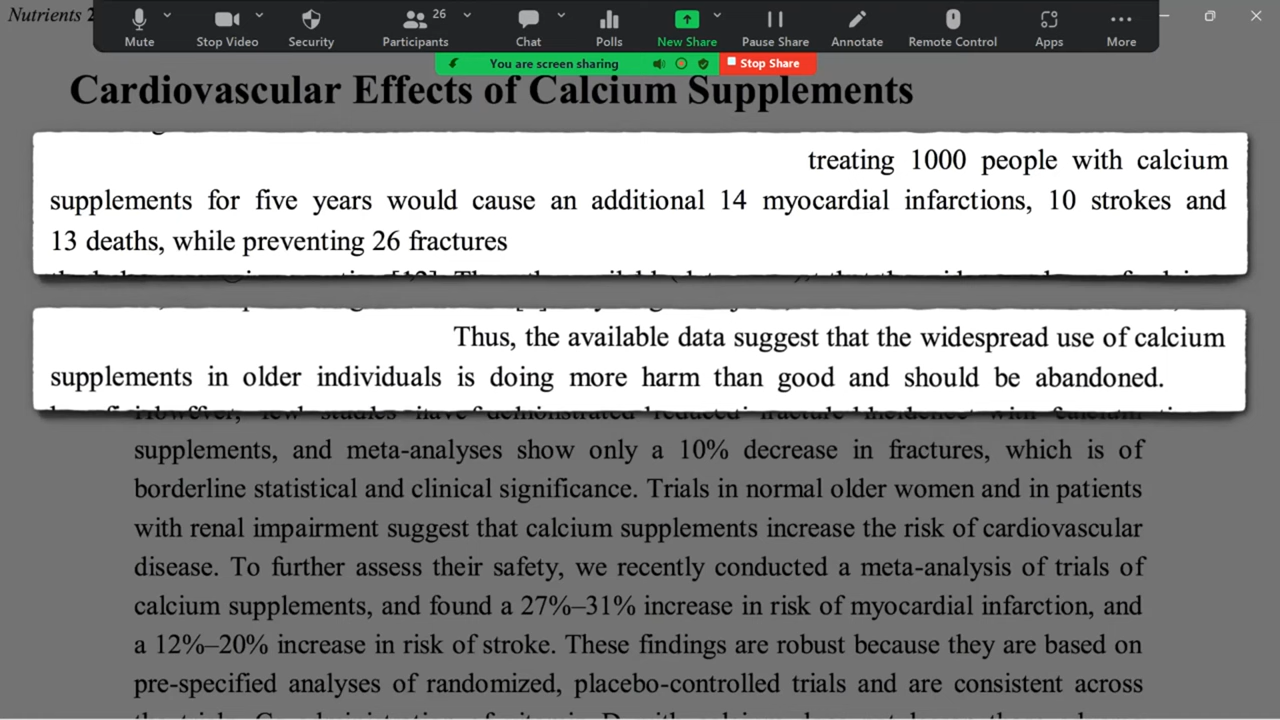 Nutrients 2
26
Mute
Stop Video
Security
Participants
Chat
Polls
New Share
Pause Share
Annotate
Remote Control
Apps
More
You are screen sharing
Stop Share
Cardiovascular Effects of Calcium Supplements
treating 1000 people with calcium
supplements for five years would cause an additional 14 myocardial infarctions, 10 strokes and
13 deaths, while preventing 26 fractures
Thus, the available data suggest that the widespread use of calcium
supplements in older individuals is doing more harm than good and should be abandoned.
supplements, and meta-analyses show only a 10% decrease in fractures, which is of
borderline statistical and clinical significance. Trials in normal older women and in patients
with renal impairment suggest that calcium supplements increase the risk of cardiovascular
disease. To further assess their safety, we recently conducted a meta-analysis of trials of
calcium supplements, and found a 27%–31% increase in risk of myocardial infarction, and
a 12%–20% increase in risk of stroke. These findings are robust because they are based on
pre-specified analyses of randomized, placebo-controlled trials and are consistent across